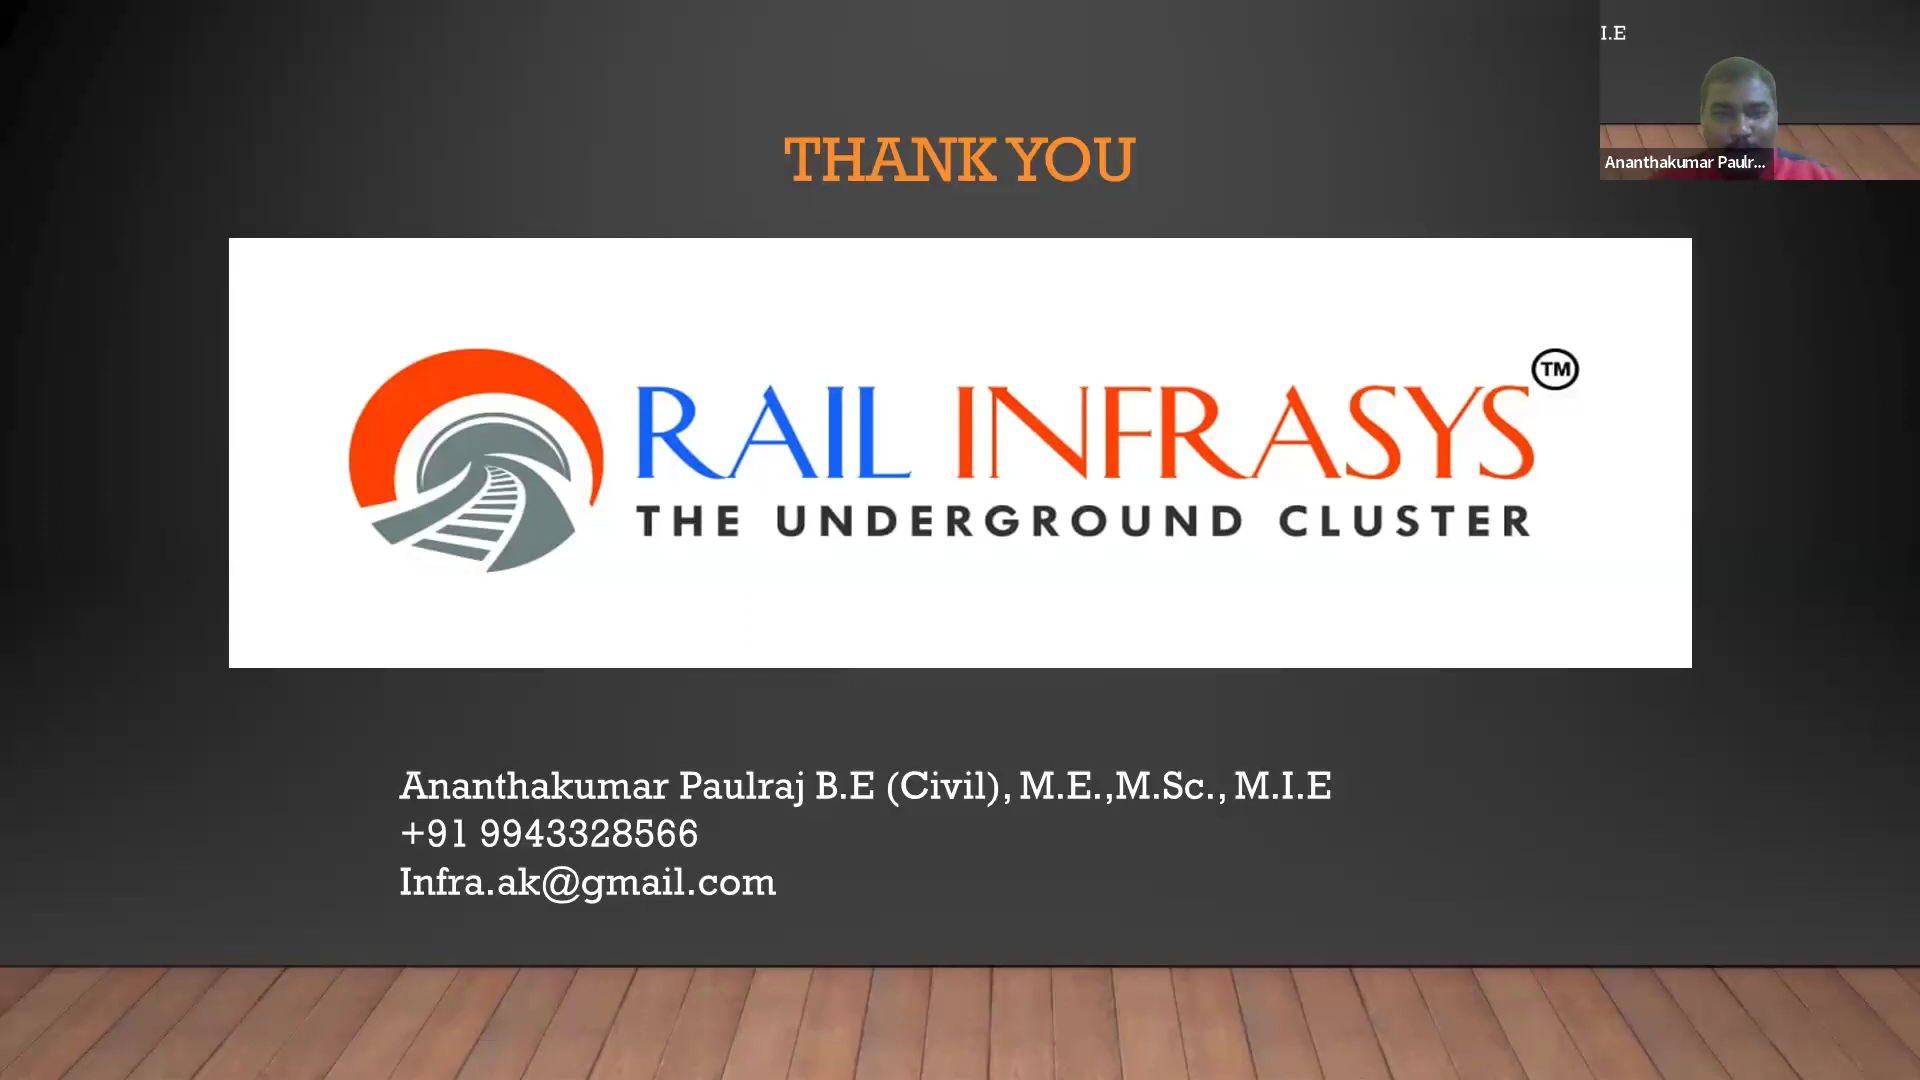 I.E
Ananthakumar Paulr...
THANK YOU
RAIL INFRASYS TM
THE UNDERGROUND CLUSTER
Ananthakumar Paulraj B.E (Civil), M.E.,M.Sc., M.I.E
+91 9943328566
Infra.ak@gmail.com